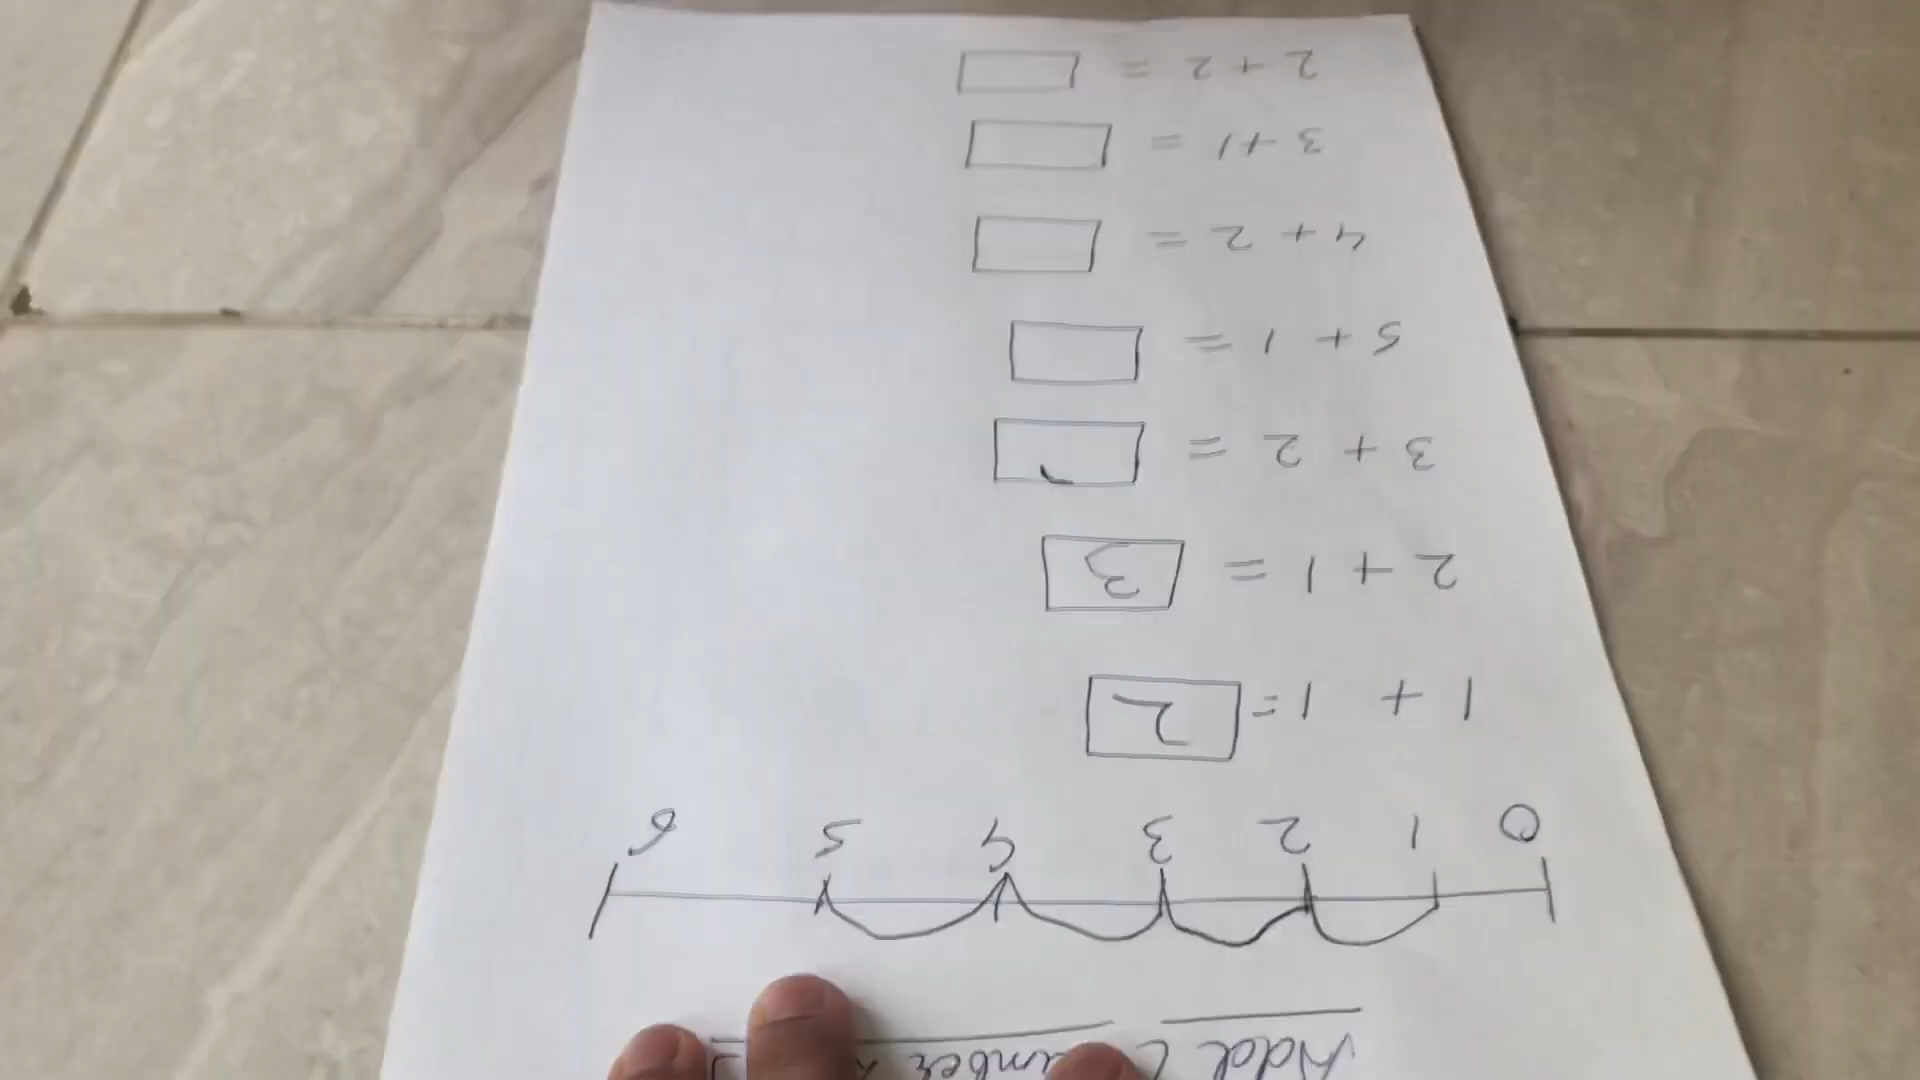 Add
0 1 2 3 4 5 6
1 + 1 = 2
2 + 1 = 3
3 + 2 =
5 + 1 =
4 + 2 =
3 + 1 =
2 + 2 =